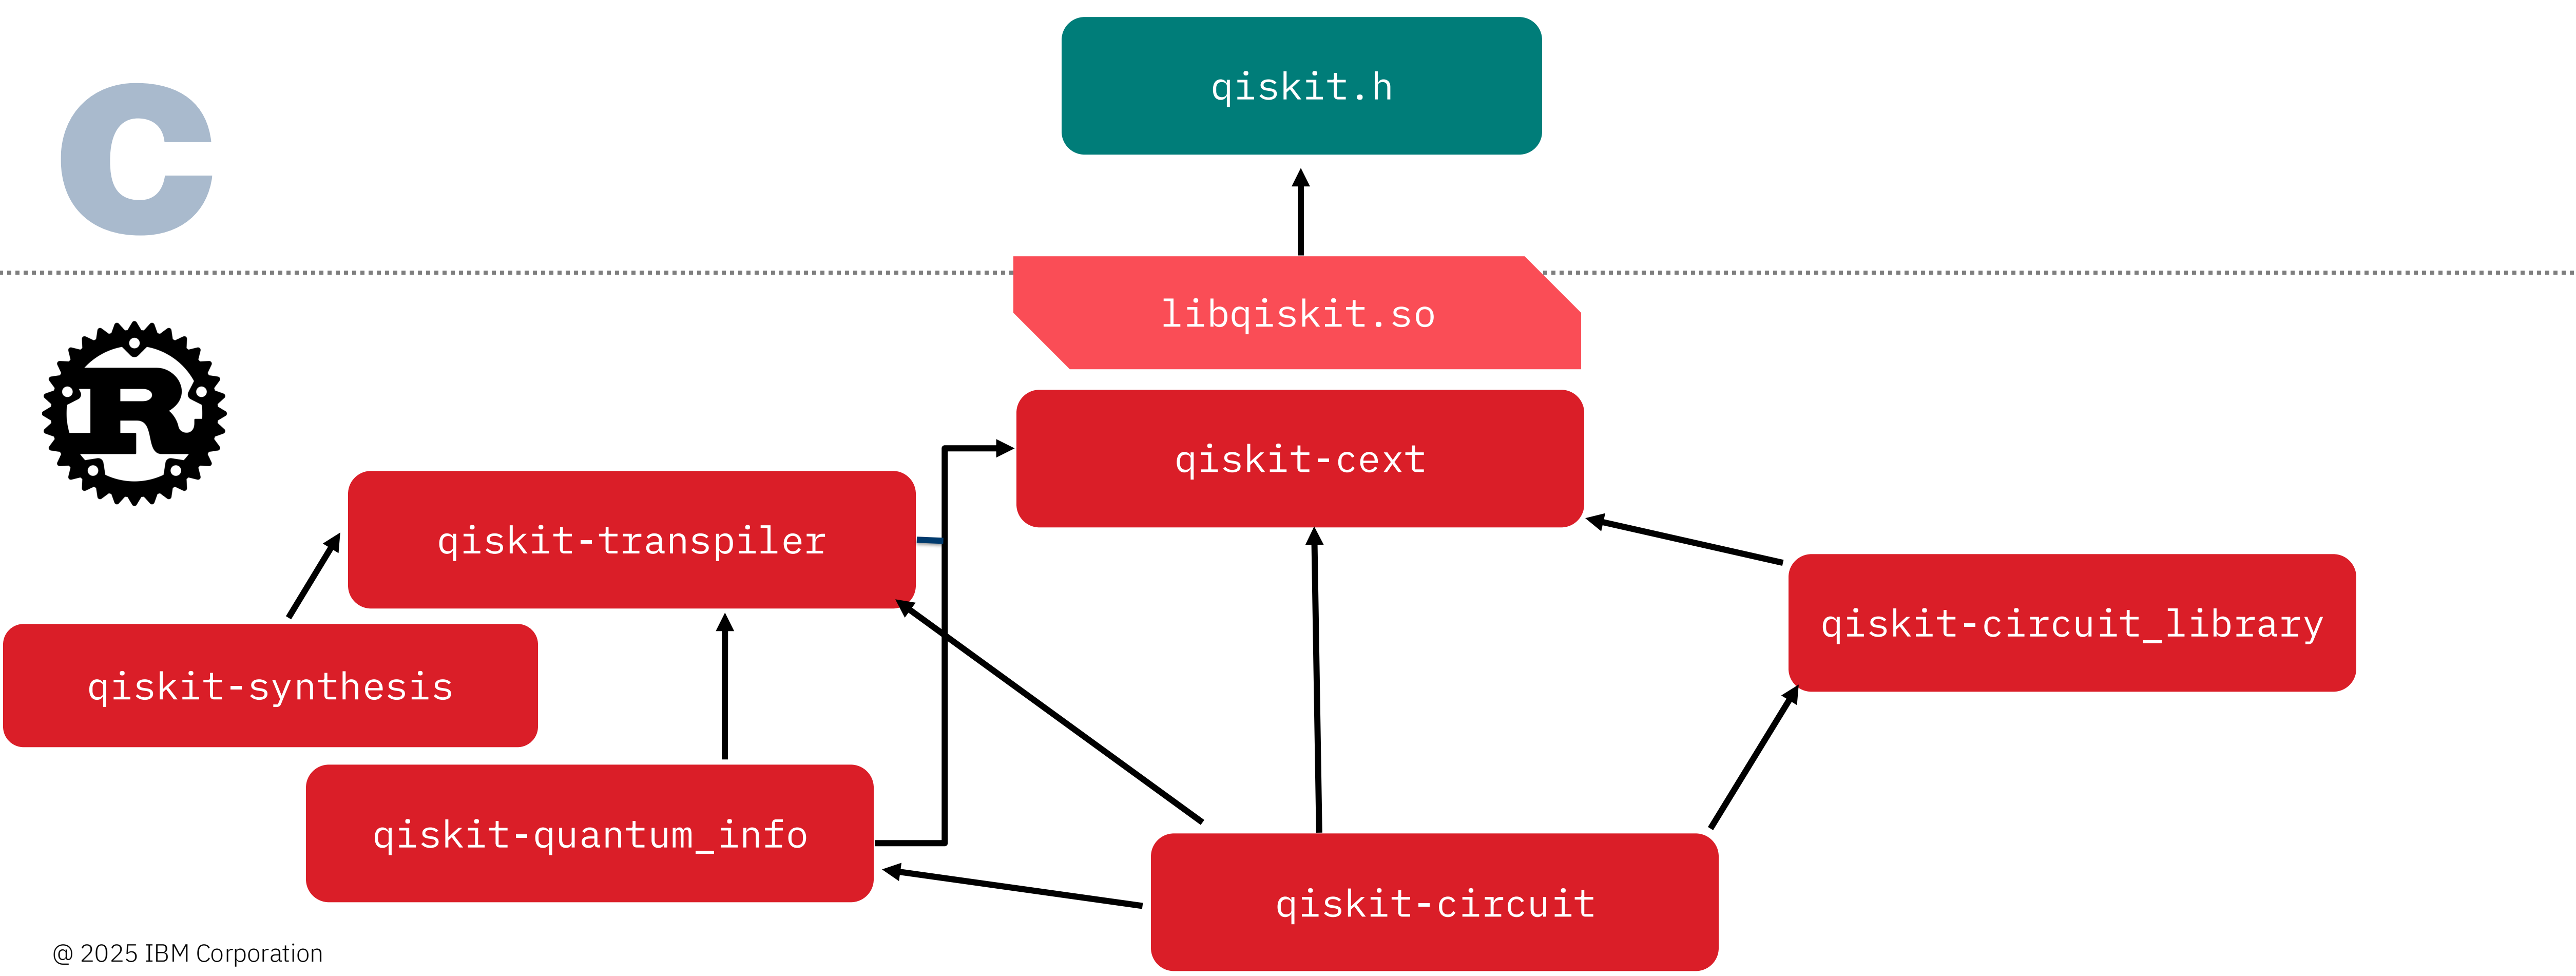 C
qiskit.h
libqiskit.so
R
qiskit-cext
qiskit-transpiler
qiskit-circuit_library
qiskit-synthesis
qiskit-quantum_info
qiskit-circuit
@ 2025 IBM Corporation